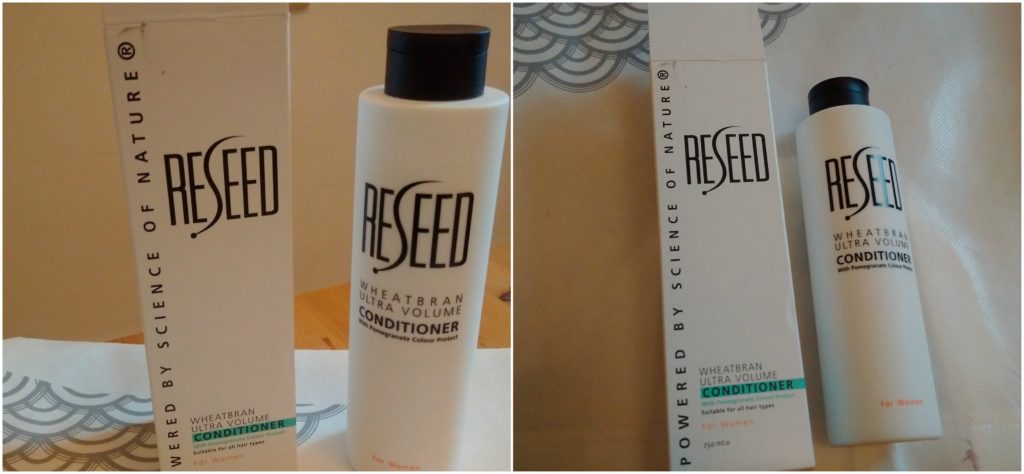 WERED BY SCIENCE OF NATURE®
RESEED
WHEATBRAN
ULTRA VOLUME
CONDITIONER
With Pomegranate Colour Protect
Suitable for all hair types
For Women
RESEED
WHEATBRAN
ULTRA VOLUME
CONDITIONER
With Pomegranate Colour Protect
For Women
POWERED BY SCIENCE OF NATURE®
RESEED
WHEATBRAN
ULTRA VOLUME
CONDITIONER
With Pomegranate Colour Protect
Suitable for all hair types
For Women
250 mLe
RESEED
WHEATBRAN
ULTRA VOLUME
CONDITIONER
With Pomegranate Colour Protect
For Women